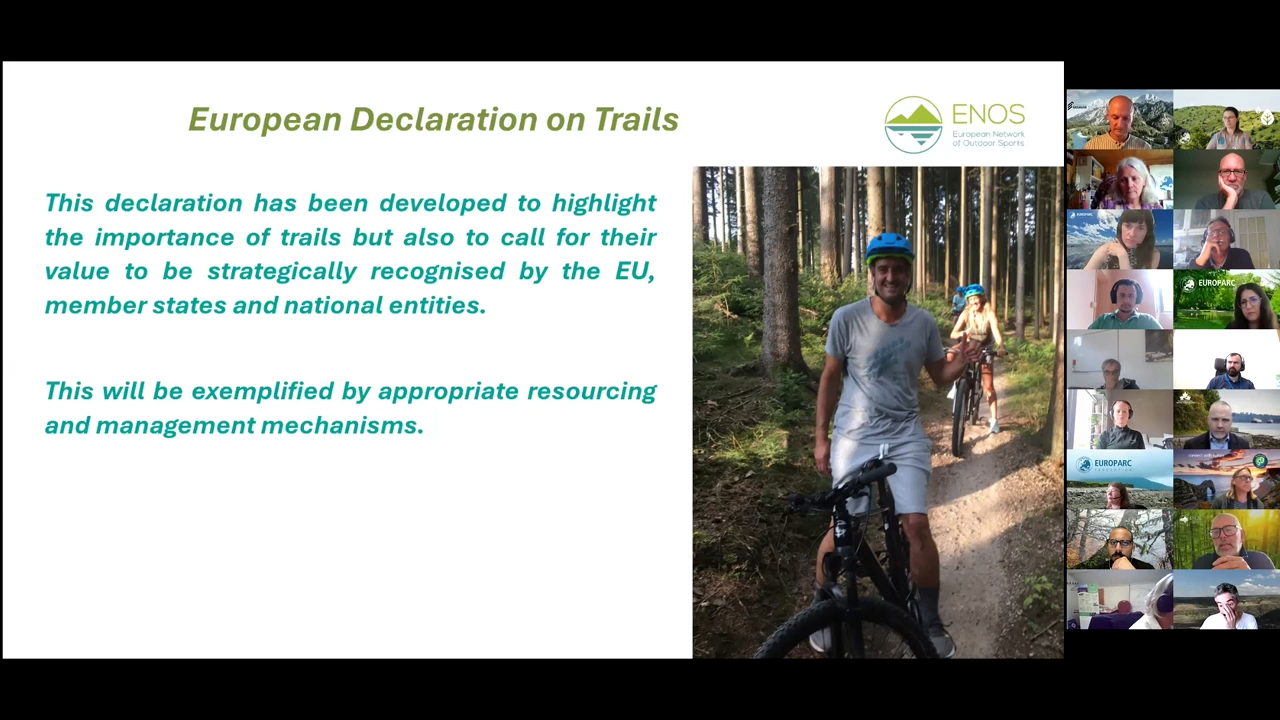 European Declaration on Trails
ENOS
European Network
of Outdoor Sports
This declaration has been developed to highlight
the importance of trails but also to call for their
value to be strategically recognised by the EU,
member states and national entities.
This will be exemplified by appropriate resourcing
and management mechanisms.
EUROPARC
EUROPARC
EUROPARC